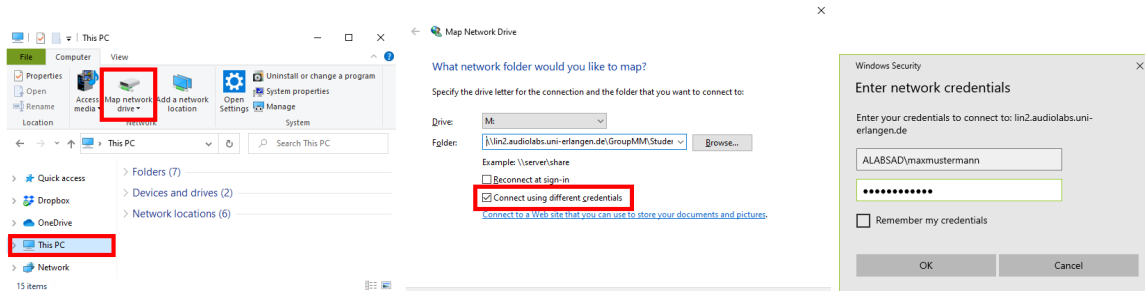 This PC
File Computer View
Properties
Open
Rename
Access media
Map network drive
Add a network location
Open Settings
Uninstall or change a program
System properties
Manage
Location
Network
System
This PC
Search This PC
Quick access
Dropbox
OneDrive
This PC
Network
Folders (7)
Devices and drives (2)
Network locations (6)
15 items
Map Network Drive
What network folder would you like to map?
Specify the drive letter for the connection and the folder that you want to connect to:
Drive: M:
Folder: \\lin2.audiolabs.uni-erlangen.de\GroupMM\Studer Browse...
Example: \\server\share
Reconnect at sign-in
Connect using different credentials
Connect to a Web site that you can use to store your documents and pictures.
Windows Security
Enter network credentials
Enter your credentials to connect to: lin2.audiolabs.uni-
erlangen.de
ALABSAD\maxmustermann
Remember my credentials
OK Cancel